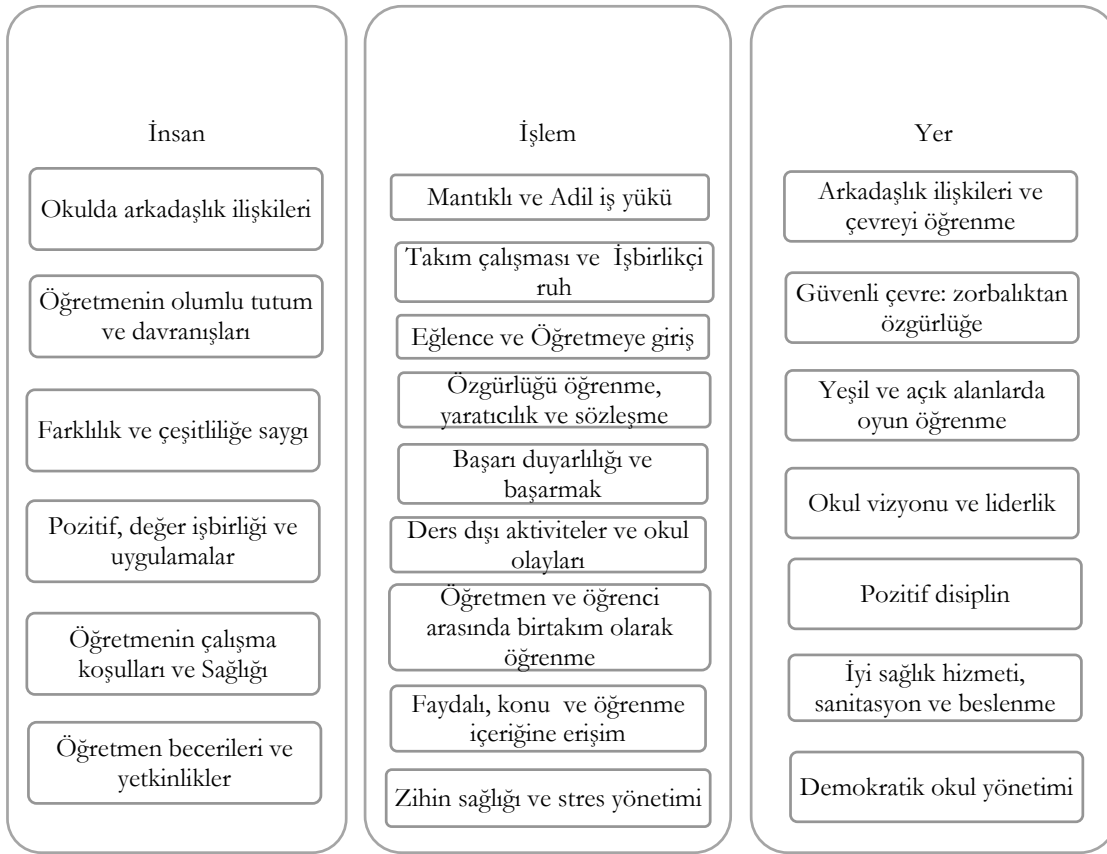 İnsan
Okulda arkadaşlık ilişkileri
Öğretmenin olumlu tutum
ve davranışları
Farklılık ve çeşitliliğe saygı
Pozitif, değer işbirliği ve
uygulamalar
Öğretmenin çalışma
koşulları ve Sağlığı
Öğretmen becerileri ve
yetkinlikler
İşlem
Mantıklı ve Adil iş yükü
Takım çalışması ve İşbirlikçi
ruh
Eğlence ve Öğretmeye giriş
Özgürlüğü öğrenme,
yaratıcılık ve sözleşme
Başarı duyarlılığı ve
başarmak
Ders dışı aktiviteler ve okul
olayları
Öğretmen ve öğrenci
arasında birtakım olarak
öğrenme
Faydalı, konu ve öğrenme
içeriğine erişim
Zihin sağlığı ve stres yönetimi
Yer
Arkadaşlık ilişkileri ve
çevreyi öğrenme
Güvenli çevre: zorbalıktan
özgürlüğe
Yeşil ve açık alanlarda
oyun öğrenme
Okul vizyonu ve liderlik
Pozitif disiplin
İyi sağlık hizmeti,
sanitasyon ve beslenme
Demokratik okul yönetimi